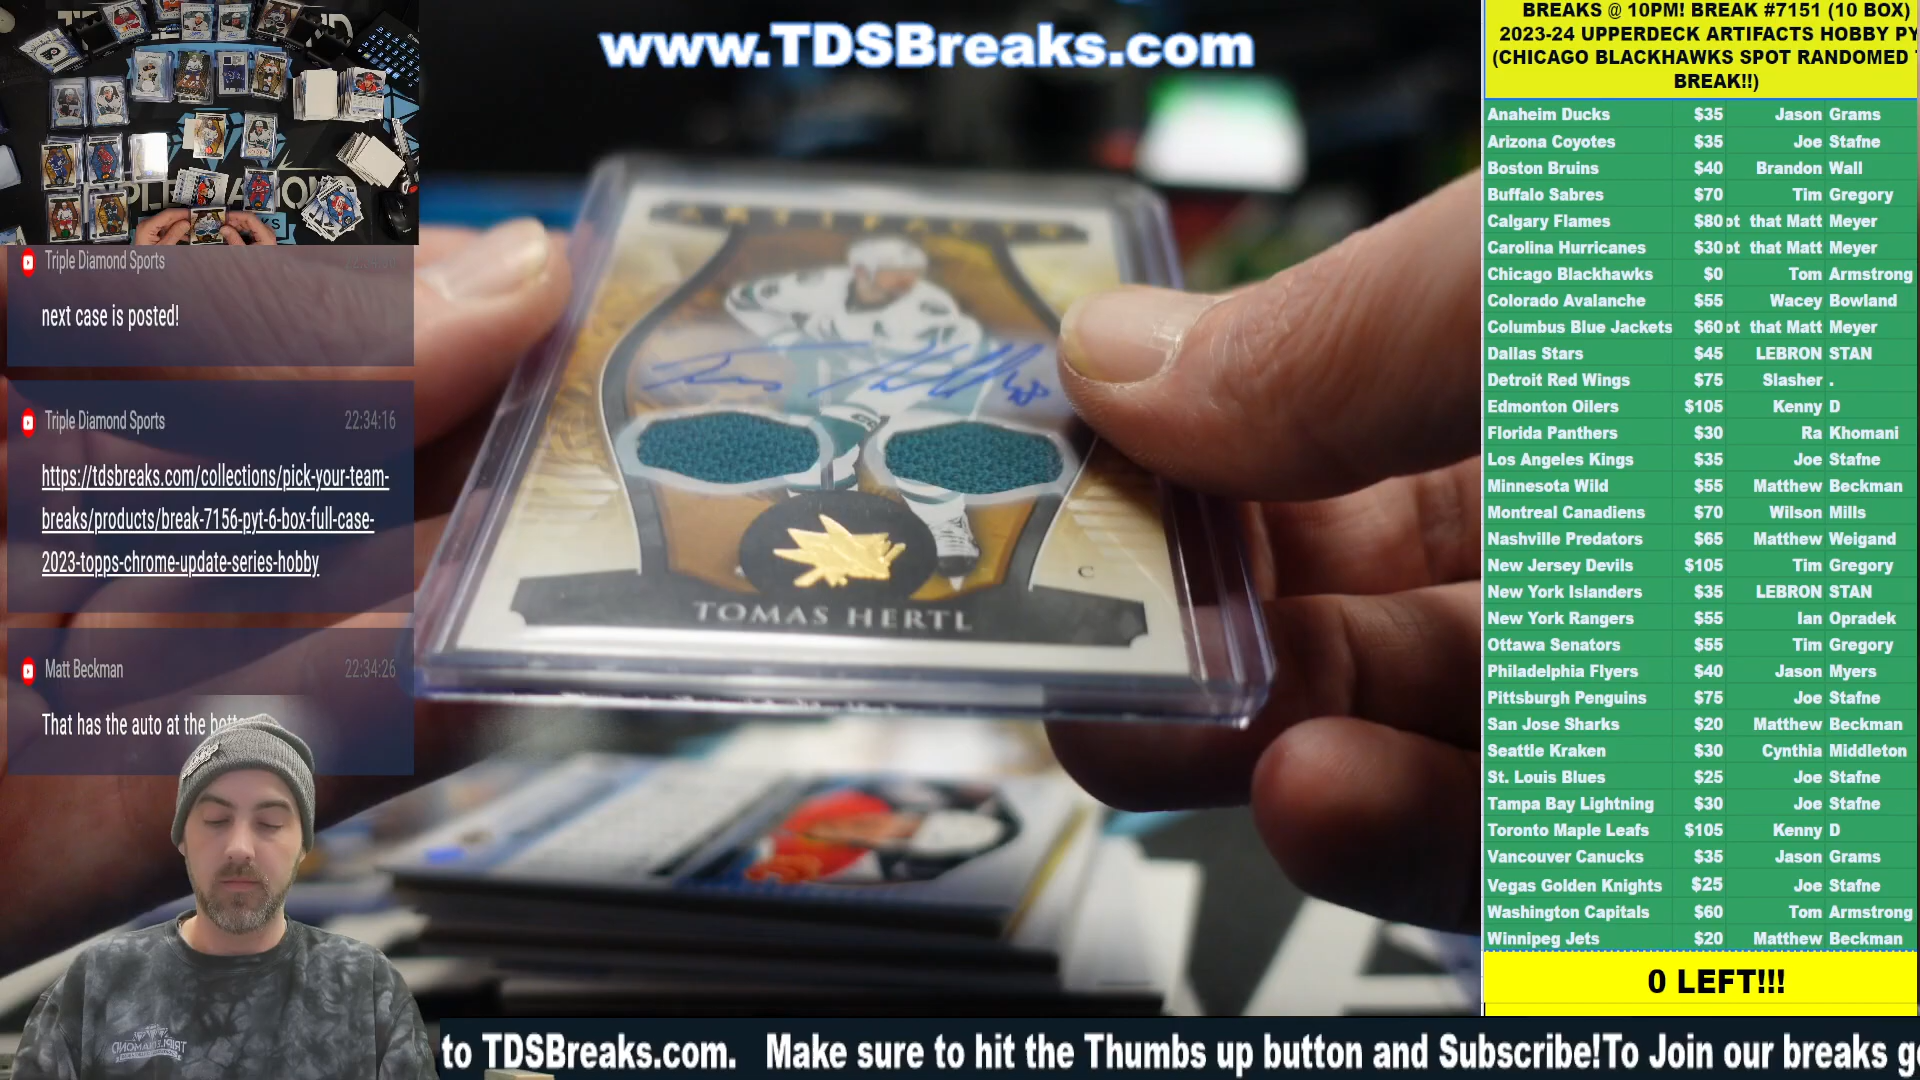 www.TDSBreaks.com
BREAKS @ 10PM! BREAK #7151 (10 BOX)
2023-24 UPPERDECK ARTIFACTS HOBBY PY
(CHICAGO BLACKHAWKS SPOT RANDOMED
BREAK!!)
Anaheim Ducks $35 Jason Grams
Arizona Coyotes $35 Joe Stafne
Boston Bruins $40 Brandon Wall
Buffalo Sabres $70 Tim Gregory
Calgary Flames $80 ot that Matt Meyer
Carolina Hurricanes $30 ot that Matt Meyer
Chicago Blackhawks $0 Tom Armstrong
Colorado Avalanche $55 Wacey Bowland
Columbus Blue Jackets $60 ot that Matt Meyer
Dallas Stars $45 LEBRON STAN
Detroit Red Wings $75 Slasher .
Edmonton Oilers $105 Kenny D
Florida Panthers $30 Ra Khomani
Los Angeles Kings $35 Joe Stafne
Minnesota Wild $55 Matthew Beckman
Montreal Canadiens $70 Wilson Mills
Nashville Predators $65 Matthew Weigand
New Jersey Devils $105 Tim Gregory
New York Islanders $35 LEBRON STAN
New York Rangers $55 Ian Opradek
Ottawa Senators $55 Tim Gregory
Philadelphia Flyers $40 Jason Myers
Pittsburgh Penguins $75 Joe Stafne
San Jose Sharks $20 Matthew Beckman
Seattle Kraken $30 Cynthia Middleton
St. Louis Blues $25 Joe Stafne
Tampa Bay Lightning $30 Joe Stafne
Toronto Maple Leafs $105 Kenny D
Vancouver Canucks $35 Jason Grams
Vegas Golden Knights $25 Joe Stafne
Washington Capitals $60 Tom Armstrong
Winnipeg Jets $20 Matthew Beckman
0 LEFT!!!
Triple Diamond Sports
next case is posted!
Triple Diamond Sports 22:34:16
https://tdsbreaks.com/collections/pick-your-team-
breaks/products/break-7156-pyt-6-box-full-case-
2023-topps-chrome-update-series-hobby
Matt Beckman 22:34:26
That has the auto at the
ARTIFACTS
C
TOMAS HERTL
to TDSBreaks.com. Make sure to hit the Thumbs up button and Subscribe!To Join our breaks